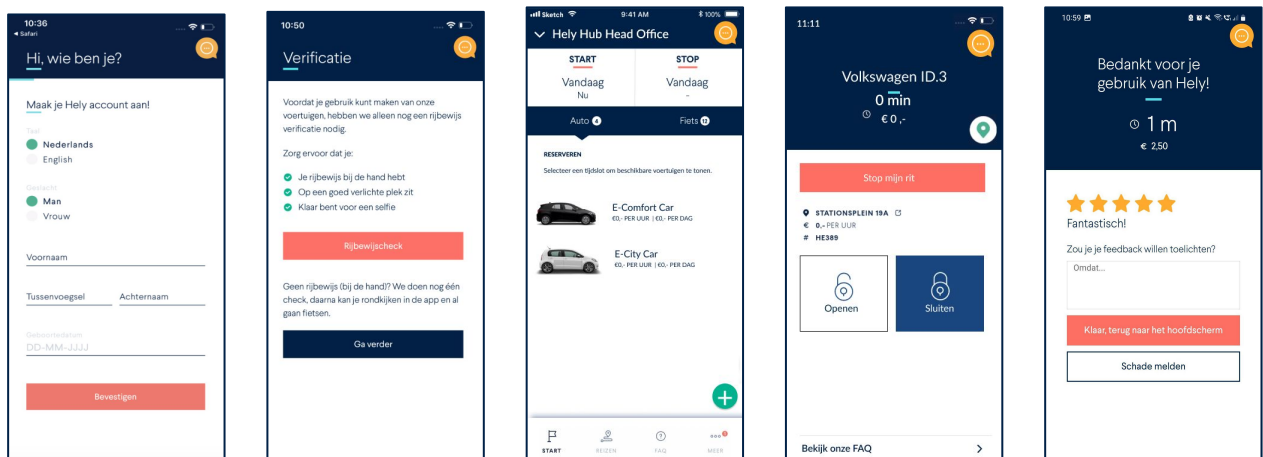 10:36
Safari
Hi, wie ben je?
Maak je Hely account aan!
Taal
Nederlands
English
Geslacht
Man
Vrouw
Voornaam
Tussenvoegsel Achternaam
Geboortedatum
DD-MM-JJJJ
Bevestigen
10:50
Verificatie
Voordat je gebruik kunt maken van onze
voertuigen, hebben we alleen nog een rijbewijs
verificatie nodig.
Zorg ervoor dat je:
Je rijbewijs bij de hand hebt
Op een goed verlichte plek zit
Klaar bent voor een selfie
Rijbewijscheck
Geen rijbewijs (bij de hand)? We doen nog één
check, daarna kan je rondkijken in de app en al
gaan fietsen.
Ga verder
Sketch 9:41 AM 100%
Hely Hub Head Office
START STOP
Vandaag Vandaag
Nu -
Auto 4 Fiets 13
RESERVEREN
Selecteer een tijdslot om beschikbare voertuigen te tonen.
E-Comfort Car
€0,- PER UUR | €0,- PER DAG
E-City Car
€0,- PER UUR | €0,- PER DAG
START REIZEN FAQ MEER
11:11
Volkswagen ID.3
0 min
€ 0 ,-
Stop mijn rit
STATIONSPLEIN 19A
€ 0,- PER UUR
# HE389
Openen Sluiten
Bekijk onze FAQ
10:59
Bedankt voor je
gebruik van Hely!
1 m
€ 2,50
Fantastisch!
Zou je je feedback willen toelichten?
Omdat...
Klaar, terug naar het hoofdscherm
Schade melden